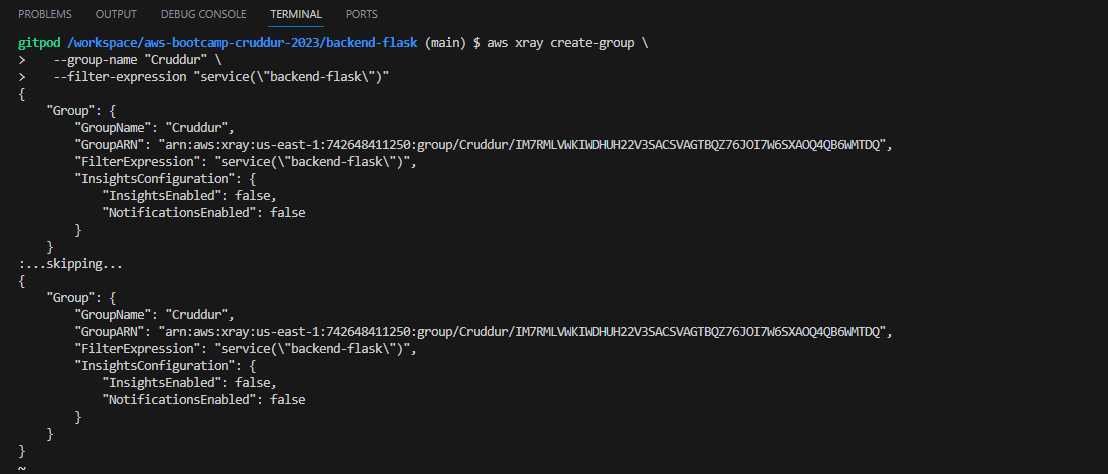 PROBLEMS OUTPUT DEBUG CONSOLE TERMINAL PORTS
gitpod /workspace/aws-bootcamp-cruddur-2023/backend-flask (main) $ aws xray create-group \
>    --group-name "Cruddur" \
>    --filter-expression "service(\"backend-flask\")"
{
    "Group": {
        "GroupName": "Cruddur",
        "GroupARN": "arn:aws:xray:us-east-1:742648411250:group/Cruddur/IM7RMLVWKIWDHUH22V3SACSVAGTBQZ76JOI7W6SXAOQ4QB6WMTDQ",
        "FilterExpression": "service(\"backend-flask\")",
        "InsightsConfiguration": {
            "InsightsEnabled": false,
            "NotificationsEnabled": false
        }
    }
:...skipping...
{
    "Group": {
        "GroupName": "Cruddur",
        "GroupARN": "arn:aws:xray:us-east-1:742648411250:group/Cruddur/IM7RMLVWKIWDHUH22V3SACSVAGTBQZ76JOI7W6SXAOQ4QB6WMTDQ",
        "FilterExpression": "service(\"backend-flask\")",
        "InsightsConfiguration": {
            "InsightsEnabled": false,
            "NotificationsEnabled": false
        }
    }
}
~